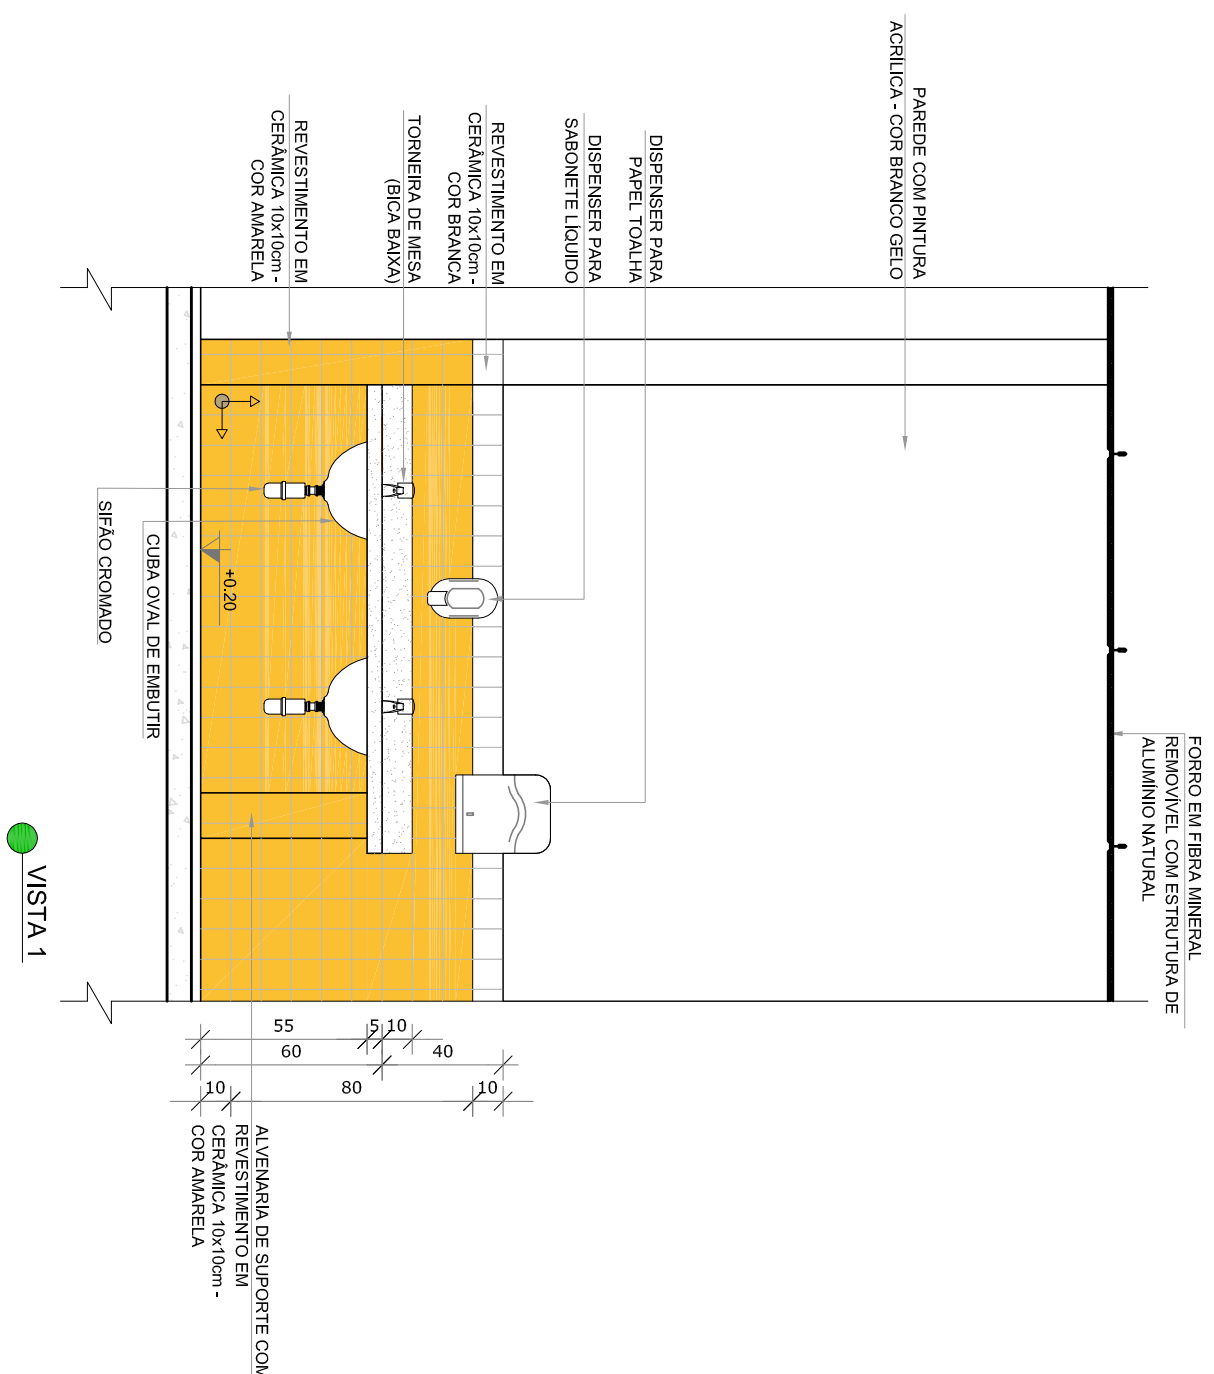 FORRO EM FIBRA MINERAL
REMOVÍVEL COM ESTRUTURA DE
ALUMÍNIO NATURAL
PAREDE COM PINTURA
ACRÍLICA - COR BRANCO GELO
DISPENSER PARA
PAPEL TOALHA
DISPENSER PARA
SABONETE LÍQUIDO
REVESTIMENTO EM
CERÂMICA 10x10cm -
COR BRANCA
TORNEIRA DE MESA
(BICA BAIXA)
REVESTIMENTO EM
CERÂMICA 10x10cm -
COR AMARELA
+0.20
CUBA OVAL DE EMBUTIR
SIFÃO CROMADO
55
5
10
60
40
10
80
10
ALVENARIA DE SUPORTE COM
REVESTIMENTO EM
CERÂMICA 10x10cm -
COR AMARELA
VISTA 1